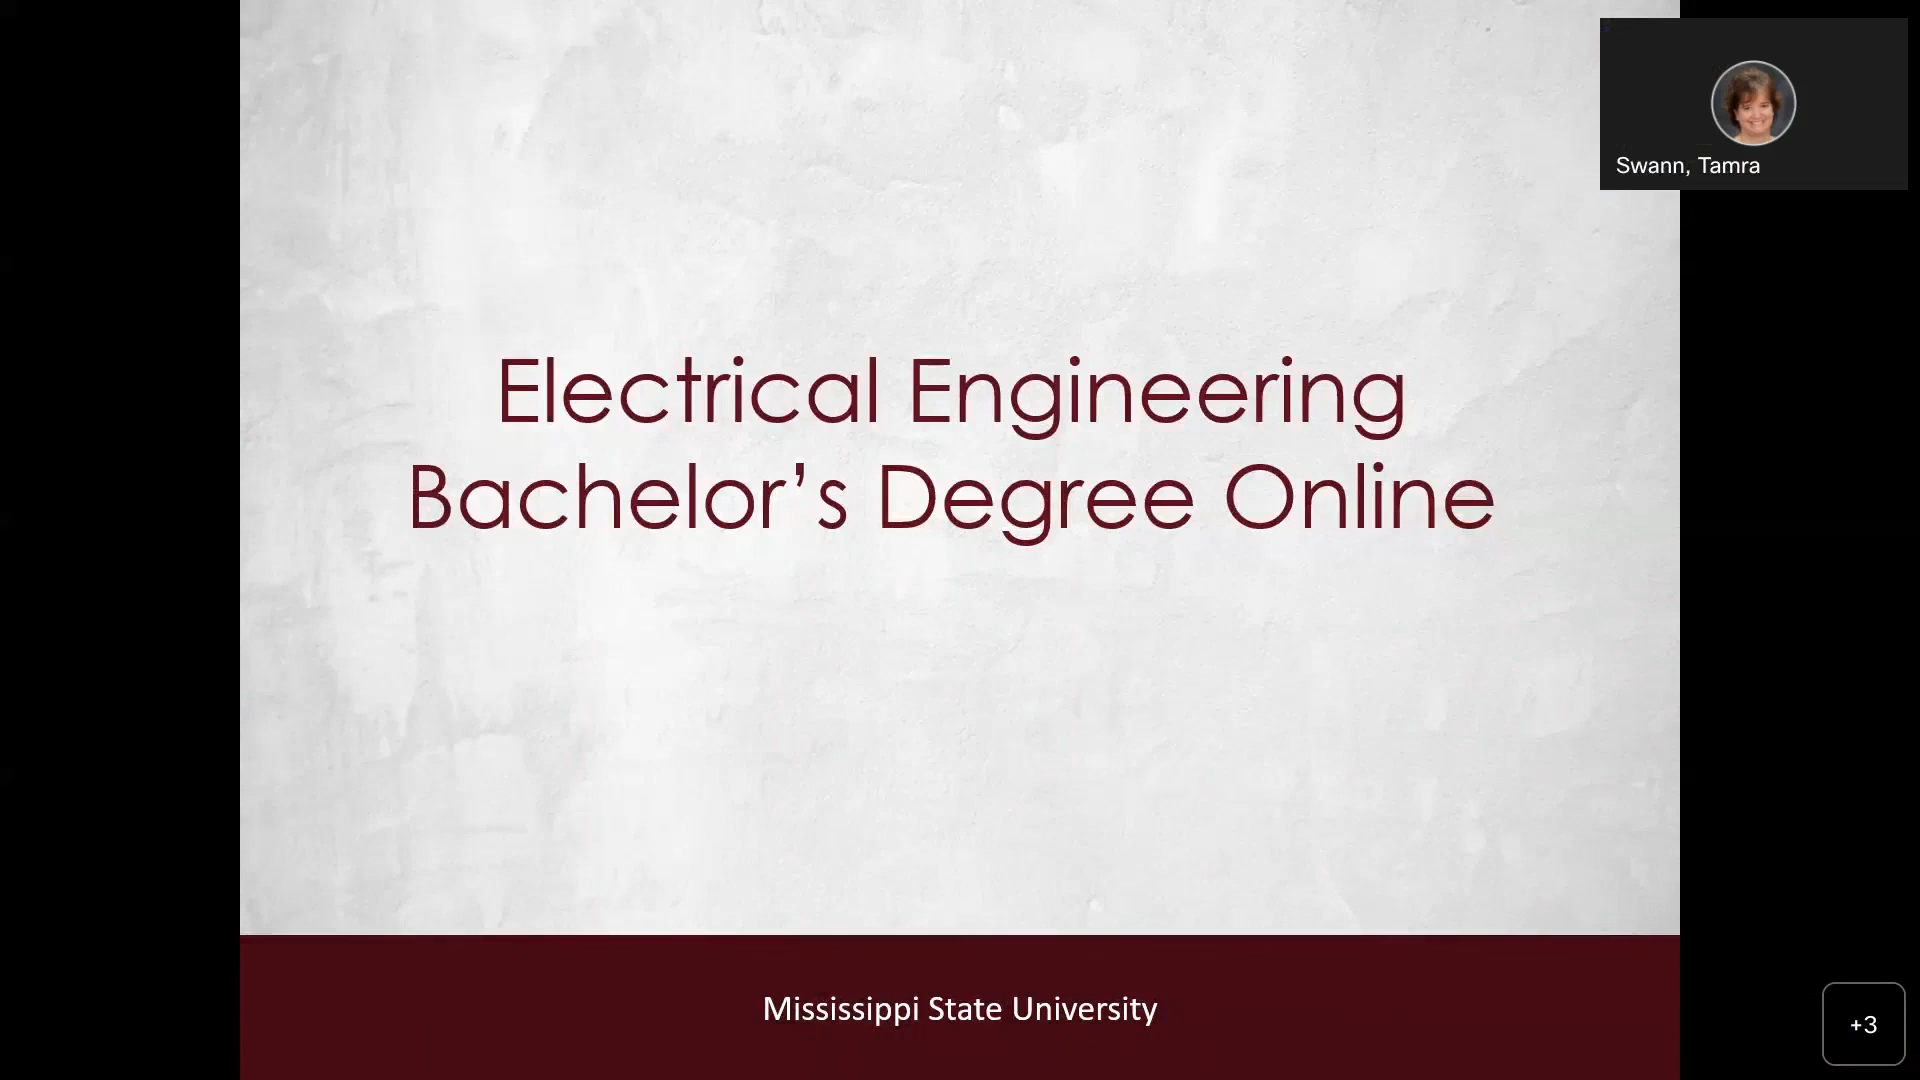 Swann, Tamra
Electrical Engineering
Bachelor’s Degree Online
Mississippi State University
+3